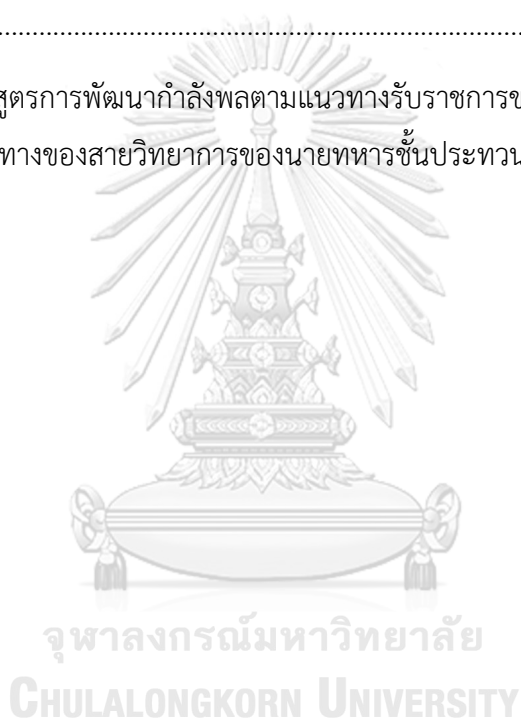 สูตรการพัฒนากำลังพลตามแนวทางรับราชการข
ทางของสายวิทยาการของนายทหารชั้นประทวน
จุฬาลงกรณ์มหาวิทยาลัย
CHULALONGKORN UNIVERSITY